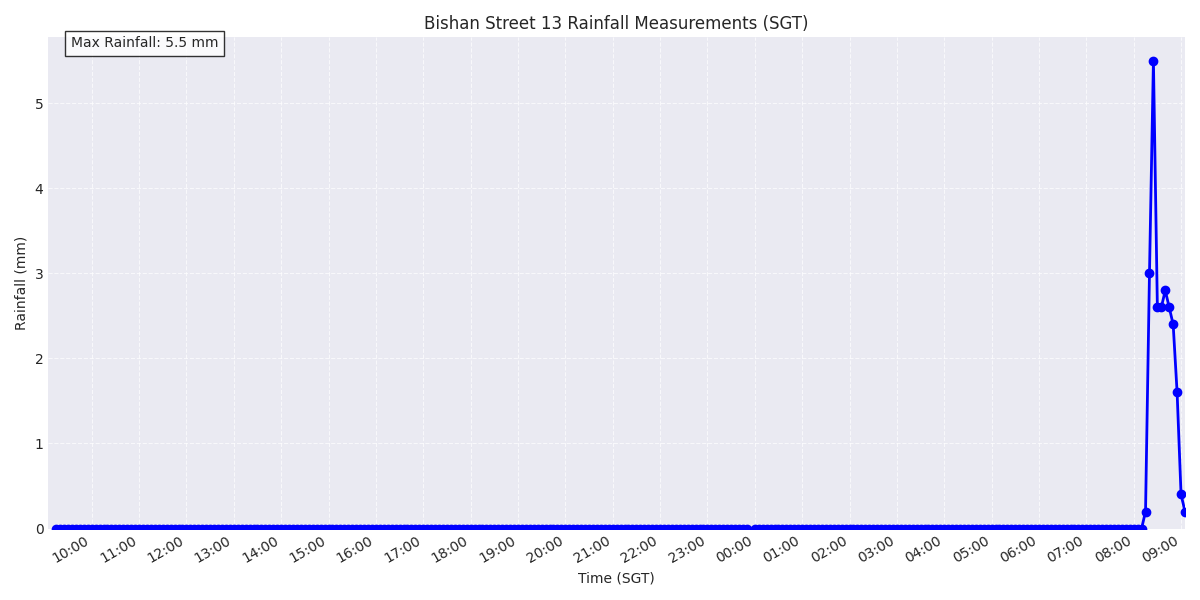 Bishan Street 13 Rainfall Measurements (SGT)
Max Rainfall: 5.5 mm
Rainfall (mm)
5
4
3
2
1
0
10:00 11:00 12:00 13:00 14:00 15:00 16:00 17:00 18:00 19:00 20:00 21:00 22:00 23:00 00:00 01:00 02:00 03:00 04:00 05:00 06:00 07:00 08:00 09:00
Time (SGT)